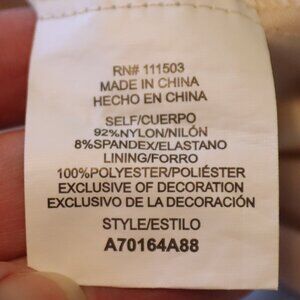 RN# 111503
MADE IN CHINA
HECHO EN CHINA
SELF/CUERPO
92%NYLON/NILÓN
8%SPANDEX/ELASTANO
LINING/FORRO
100%POLYESTER/POLIÉSTER
EXCLUSIVE OF DECORATION
EXCLUSIVO DE LA DECORACIÓN
STYLE/ESTILO
A70164A88